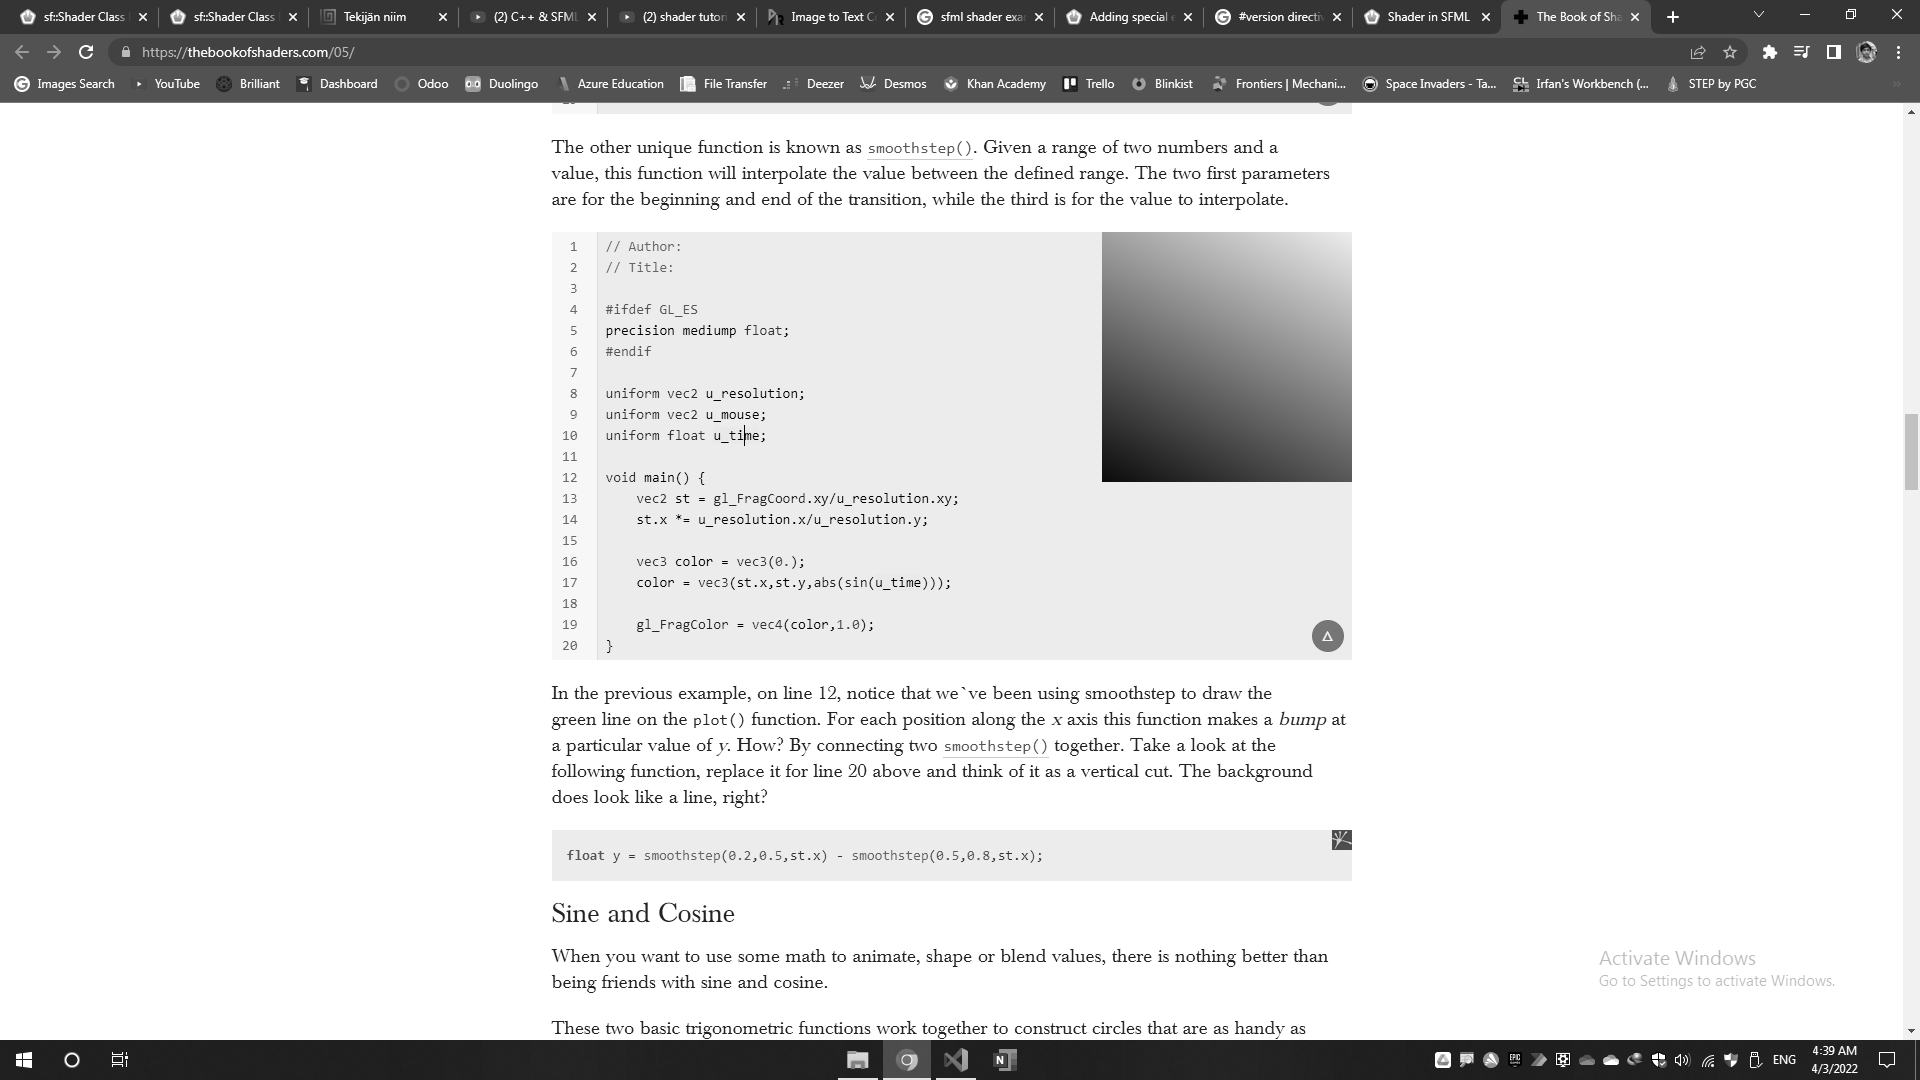 sf::Shader Class
sf::Shader Class
Tekijän niim
(2) C++ & SFML
(2) shader tutor
Image to Text C
sfml shader exa
Adding special e
#version directi
Shader in SFML
The Book of Sha
https://thebookofshaders.com/05/
Images Search
YouTube
Brilliant
Dashboard
Odoo
Duolingo
Azure Education
File Transfer
Deezer
Desmos
Khan Academy
Trello
Blinkist
Frontiers | Mechani...
Space Invaders - Ta...
Irfan's Workbench (...
STEP by PGC
The other unique function is known as smoothstep(). Given a range of two numbers and a
value, this function will interpolate the value between the defined range. The two first parameters
are for the beginning and end of the transition, while the third is for the value to interpolate.
1 // Author:
2 // Title:
3
4 #ifdef GL_ES
5 precision mediump float;
6 #endif
7
8 uniform vec2 u_resolution;
9 uniform vec2 u_mouse;
10 uniform float u_time;
11
12 void main() {
13 vec2 st = gl_FragCoord.xy/u_resolution.xy;
14 st.x *= u_resolution.x/u_resolution.y;
15
16 vec3 color = vec3(0.);
17 color = vec3(st.x,st.y,abs(sin(u_time)));
18
19 gl_FragColor = vec4(color,1.0);
20 }
In the previous example, on line 12, notice that we`ve been using smoothstep to draw the
green line on the plot() function. For each position along the x axis this function makes a bump at
a particular value of y. How? By connecting two smoothstep() together. Take a look at the
following function, replace it for line 20 above and think of it as a vertical cut. The background
does look like a line, right?
float y = smoothstep(0.2,0.5,st.x) - smoothstep(0.5,0.8,st.x);
Sine and Cosine
When you want to use some math to animate, shape or blend values, there is nothing better than
being friends with sine and cosine.
These two basic trigonometric functions work together to construct circles that are as handy as
Activate Windows
Go to Settings to activate Windows.
ENG
4:39 AM
4/3/2022